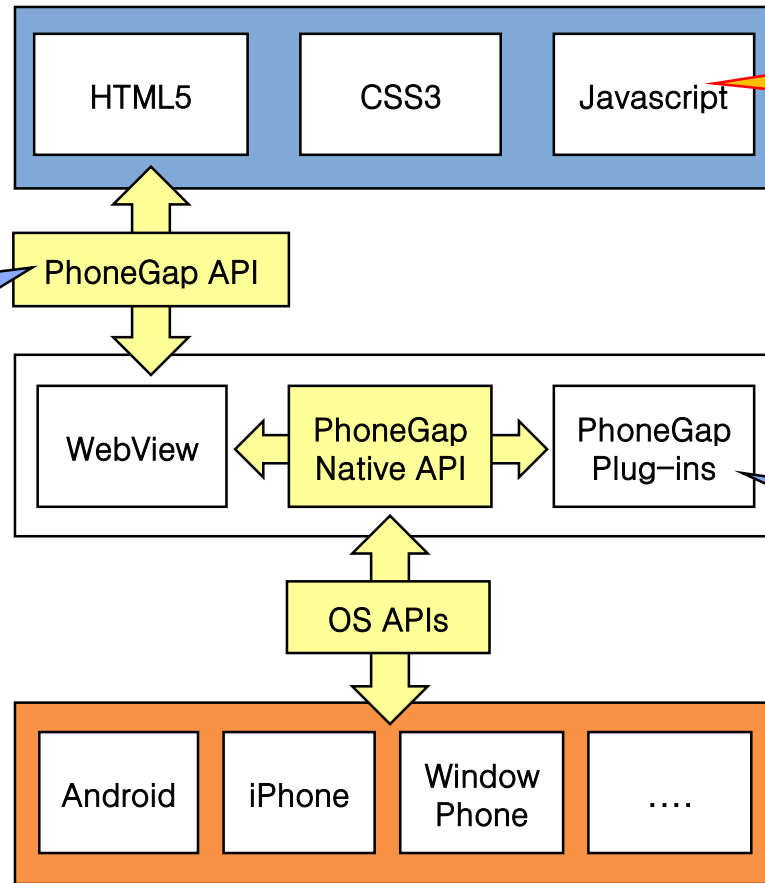 HTML5
CSS3
Javascript
PhoneGap API
WebView
PhoneGap
Native API
PhoneGap
Plug-ins
OS APIs
Android
iPhone
Window
Phone
....